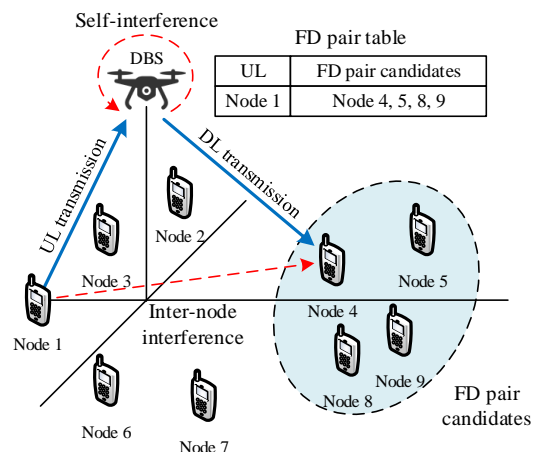 Self-interference
DBS
FD pair table
UL
FD pair candidates
Node 1
Node 4, 5, 8, 9
UL transmission
DL transmission
Node 2
Node 3
Node 5
Node 4
Node 1
Inter-node
interference
Node 9
Node 8
Node 6
Node 7
FD pair
candidates